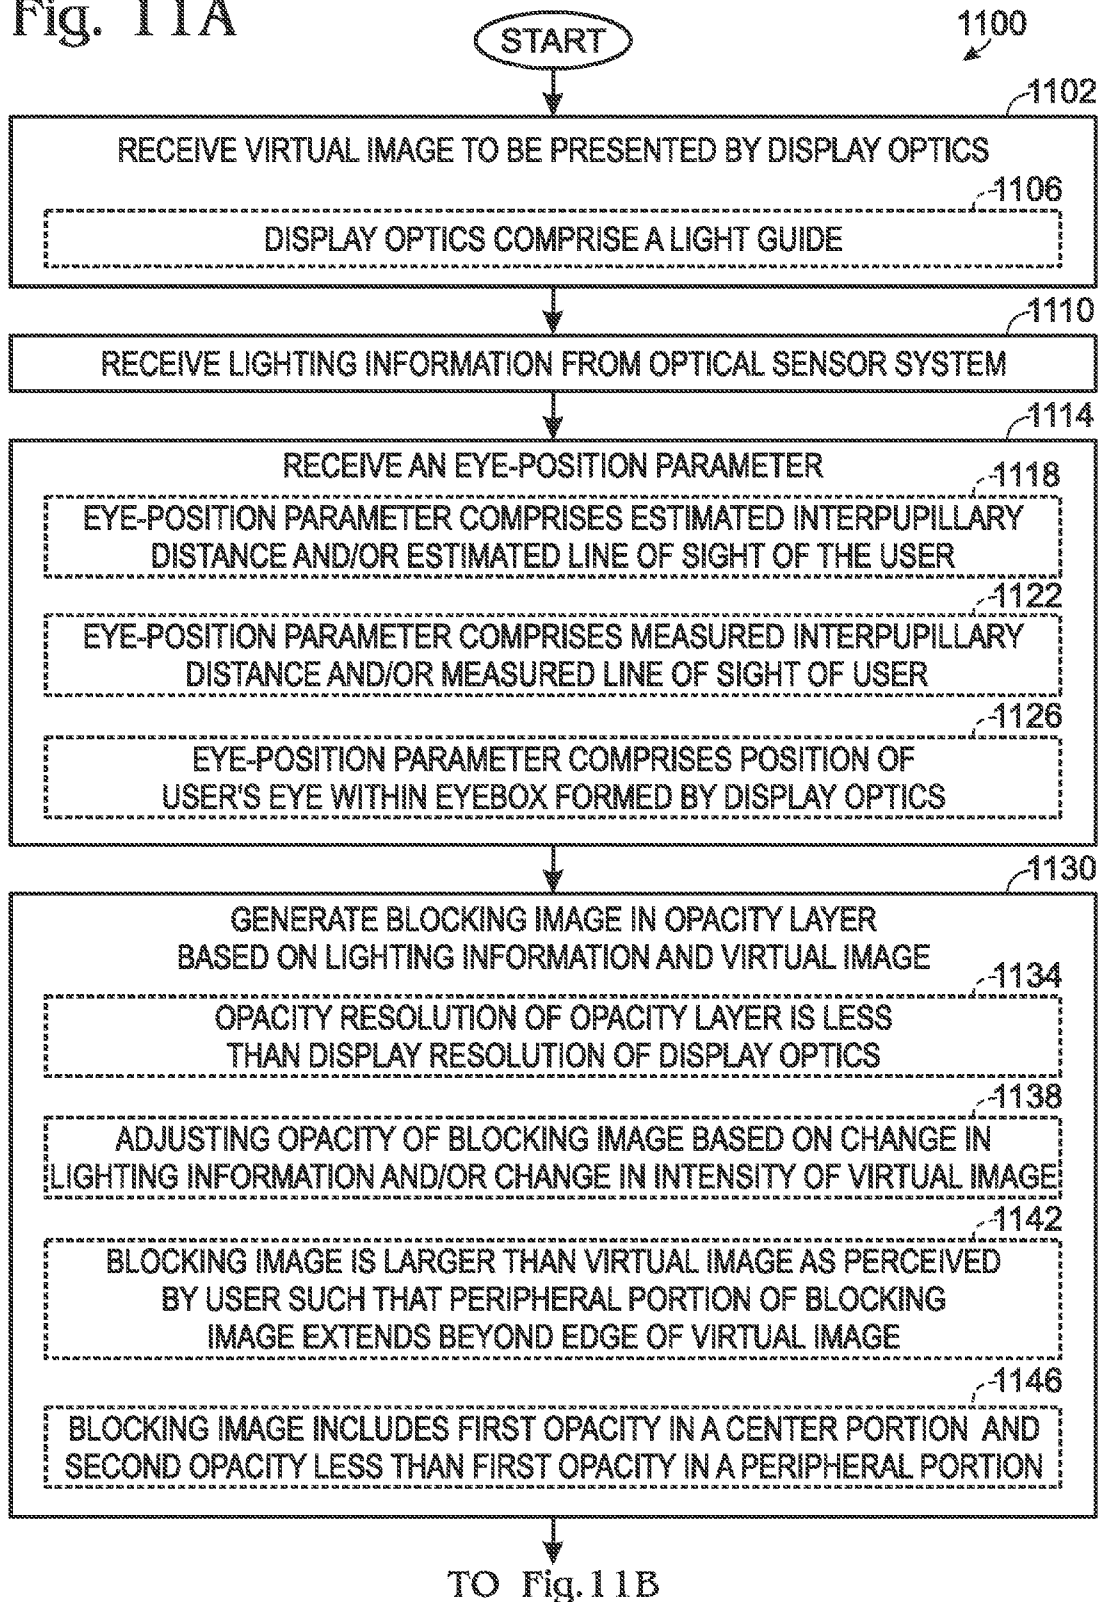 Fig. 11A
START
1100
1102
RECEIVE VIRTUAL IMAGE TO BE PRESENTED BY DISPLAY OPTICS
1106
DISPLAY OPTICS COMPRISE A LIGHT GUIDE
1110
RECEIVE LIGHTING INFORMATION FROM OPTICAL SENSOR SYSTEM
1114
RECEIVE AN EYE-POSITION PARAMETER
1118
EYE-POSITION PARAMETER COMPRISES ESTIMATED INTERPUPILLARY
DISTANCE AND/OR ESTIMATED LINE OF SIGHT OF THE USER
1122
EYE-POSITION PARAMETER COMPRISES MEASURED INTERPUPILLARY
DISTANCE AND/OR MEASURED LINE OF SIGHT OF USER
1126
EYE-POSITION PARAMETER COMPRISES POSITION OF
USER'S EYE WITHIN EYEBOX FORMED BY DISPLAY OPTICS
1130
GENERATE BLOCKING IMAGE IN OPACITY LAYER
BASED ON LIGHTING INFORMATION AND VIRTUAL IMAGE
1134
OPACITY RESOLUTION OF OPACITY LAYER IS LESS
THAN DISPLAY RESOLUTION OF DISPLAY OPTICS
1138
ADJUSTING OPACITY OF BLOCKING IMAGE BASED ON CHANGE IN
LIGHTING INFORMATION AND/OR CHANGE IN INTENSITY OF VIRTUAL IMAGE
1142
BLOCKING IMAGE IS LARGER THAN VIRTUAL IMAGE AS PERCEIVED
BY USER SUCH THAT PERIPHERAL PORTION OF BLOCKING
IMAGE EXTENDS BEYOND EDGE OF VIRTUAL IMAGE
1146
BLOCKING IMAGE INCLUDES FIRST OPACITY IN A CENTER PORTION AND
SECOND OPACITY LESS THAN FIRST OPACITY IN A PERIPHERAL PORTION
TO Fig.11B